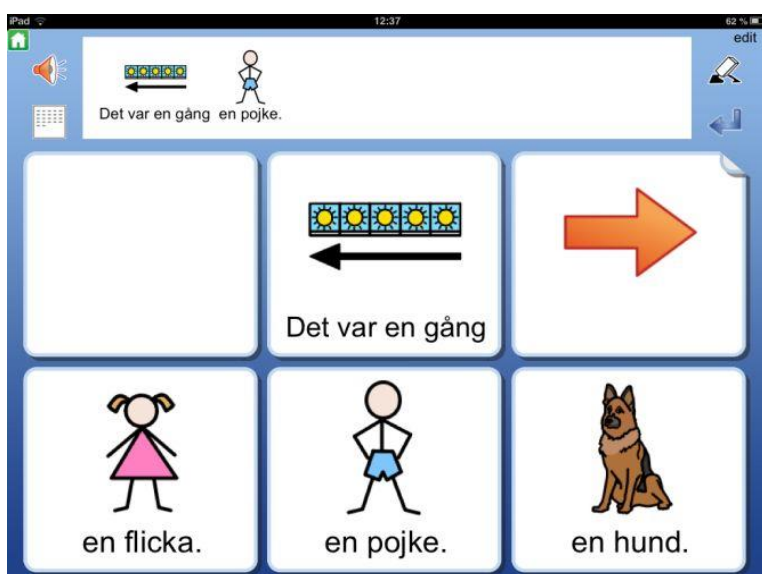 iPad 12:37 62 %
edit
Det var en gång en pojke.
Det var en gång
en flicka. en pojke. en hund.